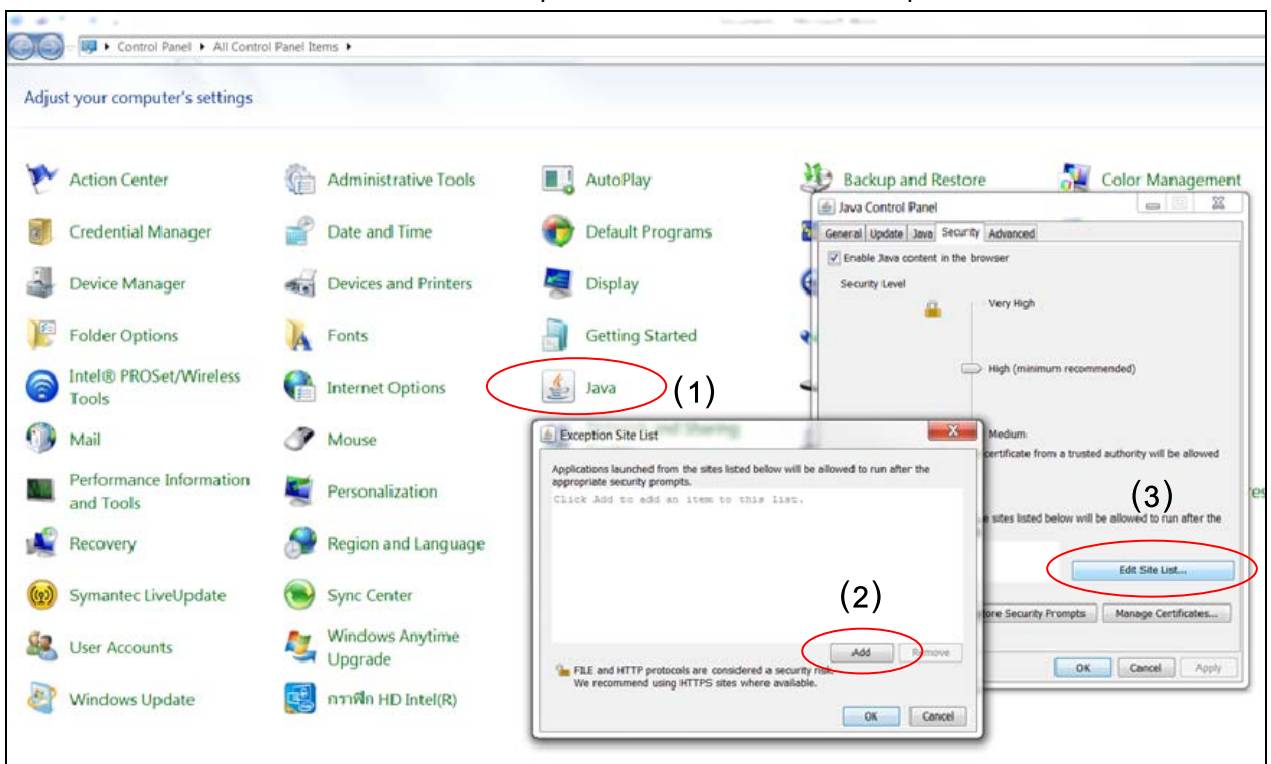 Control Panel ▸ All Control Panel Items ▸
Adjust your computer's settings
Action Center
Administrative Tools
AutoPlay
Backup and Restore
Color Management
Credential Manager
Date and Time
Default Programs
Device Manager
Devices and Printers
Display
Folder Options
Fonts
Getting Started
Intel® PROSet/Wireless
Tools
Internet Options
Java
(1)
Mail
Mouse
Performance Information
and Tools
Personalization
Recovery
Region and Language
Symantec LiveUpdate
Sync Center
User Accounts
Windows Anytime
Upgrade
Windows Update
กราฟิก HD Intel(R)
Java Control Panel
General Update Java Security Advanced
Enable Java content in the browser
Security Level
Very High
High (minimum recommended)
Medium
certificate from a trusted authority will be allowed
(3)
sites listed below will be allowed to run after the
Edit Site List...
Security Prompts
Manage Certificates...
OK Cancel Apply
Exception Site List
Applications launched from the sites listed below will be allowed to run after the
appropriate security prompts.
Click Add to add an item to this list.
(2)
Add Remove
FILE and HTTP protocols are considered a security risk.
We recommend using HTTPS sites where available.
OK Cancel